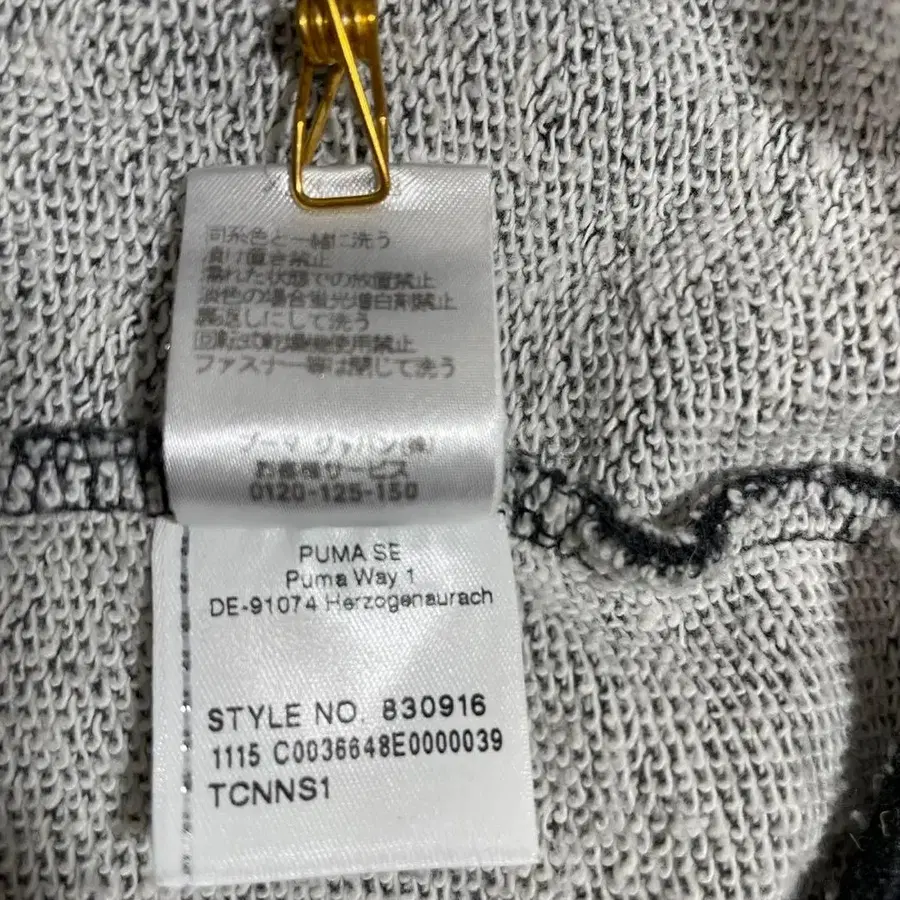 同系色と一緒に洗う
漬け置き禁止
濡れた状態での放置禁止
淡色の場合蛍光増白剤禁止
裏返しにして洗う
回転式乾燥機使用禁止
ファスナー等は閉じて洗う
プーマ ジャパン(株)
お客様サービス
0120-125-150
PUMA SE
Puma Way 1
DE-91074 Herzogenaurach
STYLE NO. 830916
1115 C0036648E0000039
TCNNS1